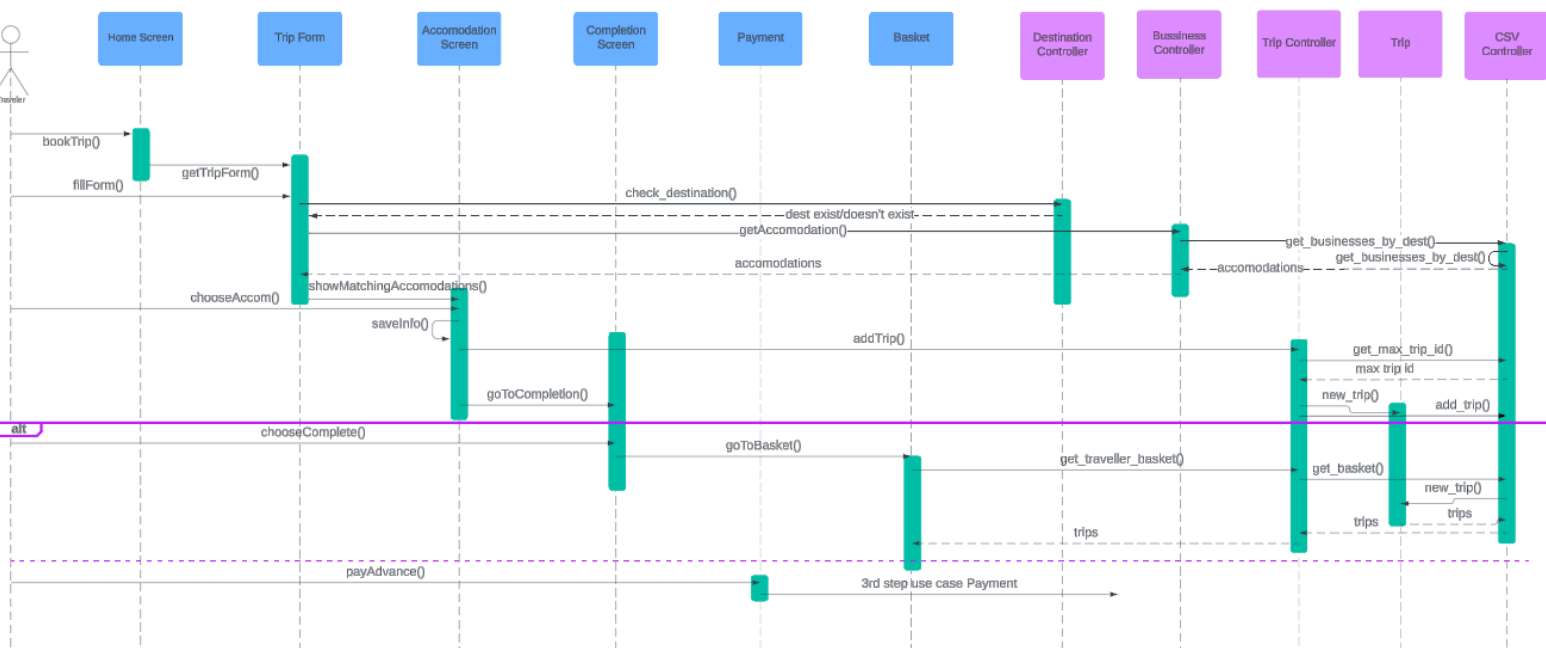 Home Screen
Trip Form
Accomodation
Screen
Completion
Screen
Payment
Basket
Destination
Controller
Bussiness
Controller
Trip Controller
Trip
CSV
Controller
Traveler
bookTrip()
getTripForm()
fillForm()
check_destination()
dest exist/doesn't exist
getAccomodation()
get_businesses_by_dest()
get_businesses_by_dest()
accomodations
accomodations
showMatchingAccomodations()
chooseAccom()
saveInfo()
addTrip()
get_max_trip_id()
max trip id
new_trip()
add_trip()
goToCompletion()
alt
chooseComplete()
goToBasket()
get_traveller_basket()
get_basket()
new_trip()
trips
trips
trips
payAdvance()
3rd step use case Payment